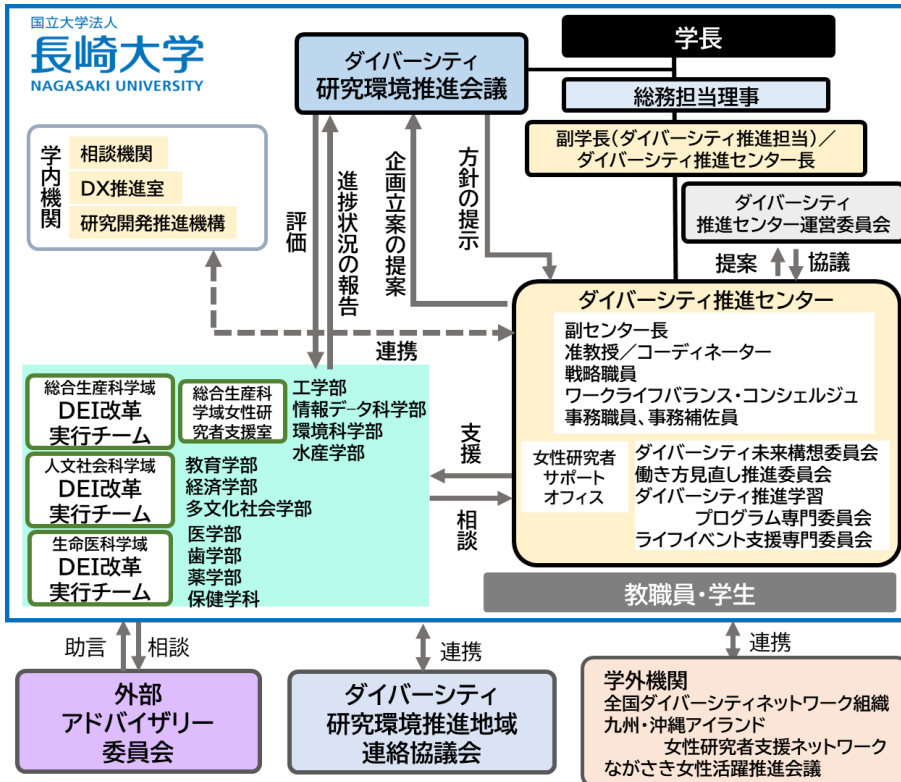 国立大学法人
長崎大学
NAGASAKI UNIVERSITY
学長
ダイバーシティ
研究環境推進会議
総務担当理事
副学長(ダイバーシティ推進担当)／
ダイバーシティ推進センター長
学内機関
相談機関
DX推進室
研究開発推進機構
ダイバーシティ
推進センター運営委員会
評価
進捗状況の報告
企画立案の提案
方針の提示
提案
協議
連携
ダイバーシティ推進センター
副センター長
准教授／コーディネーター
戦略職員
ワークライフバランス・コンシェルジュ
事務職員、事務補佐員
女性研究者
サポート
オフィス
ダイバーシティ未来構想委員会
働き方見直し推進委員会
ダイバーシティ推進学習
プログラム専門委員会
ライフイベント支援専門委員会
支援
相談
総合生産科学域
DEI改革
実行チーム
総合生産科
学域女性研
究者支援室
工学部
情報データ科学部
環境科学部
水産学部
人文社会科学域
DEI改革
実行チーム
教育学部
経済学部
多文化社会学部
生命医科学域
DEI改革
実行チーム
医学部
歯学部
薬学部
保健学科
教職員・学生
助言
相談
連携
連携
外部
アドバイザリー
委員会
ダイバーシティ
研究環境推進地域
連絡協議会
学外機関
全国ダイバーシティネットワーク組織
九州・沖縄アイランド
女性研究者支援ネットワーク
ながさき女性活躍推進会議